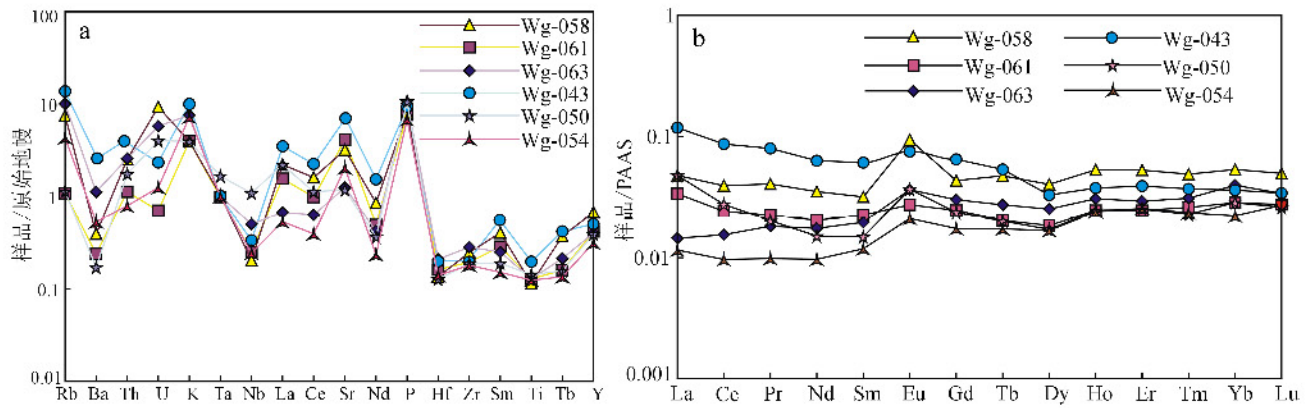 a
100
10
1
0.1
0.01
样品/原始地幔
Wg-058
Wg-061
Wg-063
Wg-043
Wg-050
Wg-054
Rb Ba Th U K Ta Nb La Ce Sr Nd P Hf Zr Sm Ti Tb Y
b
1
0.1
0.01
0.001
样品/PAAS
Wg-058 Wg-043
Wg-061 Wg-050
Wg-063 Wg-054
La Ce Pr Nd Sm Eu Gd Tb Dy Ho Er Tm Yb Lu